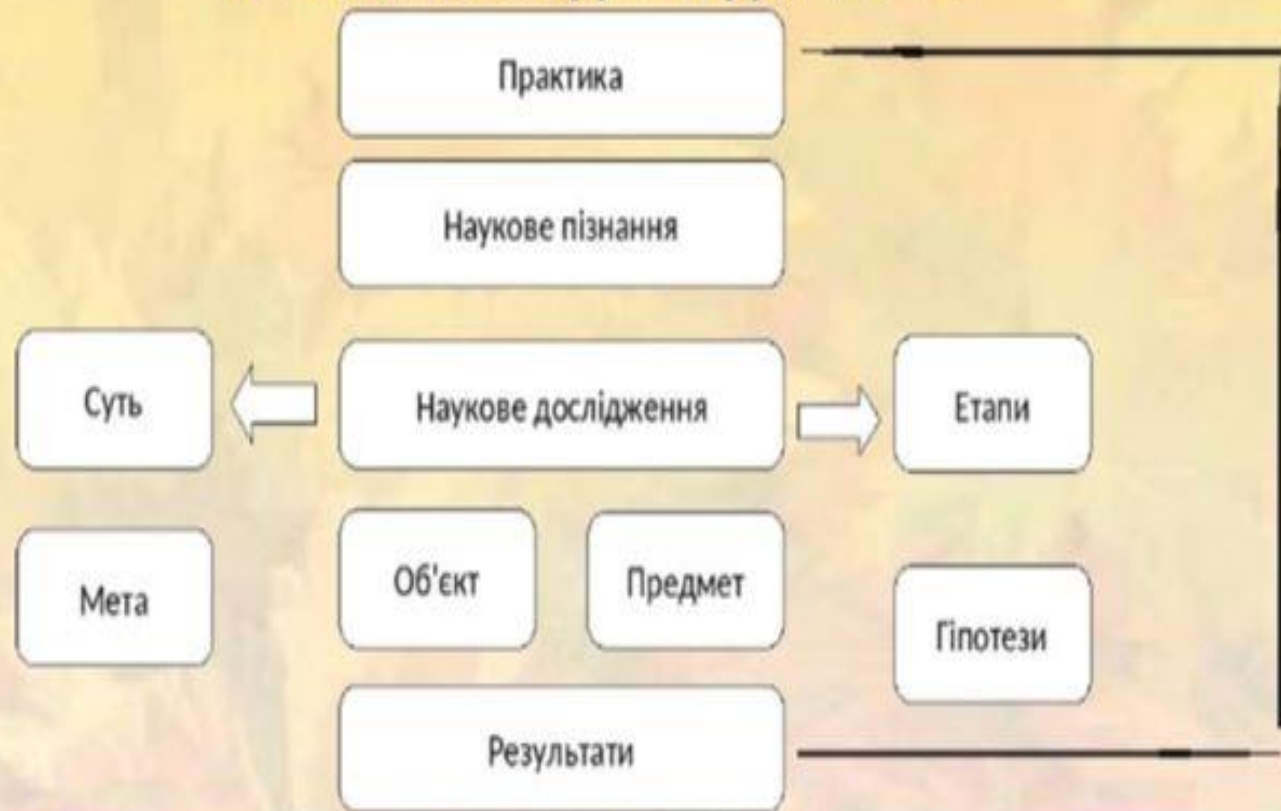 Практика
Наукове пізнання
Суть
Наукове дослідження
Етапи
Мета
Об'єкт
Предмет
Гіпотези
Результати